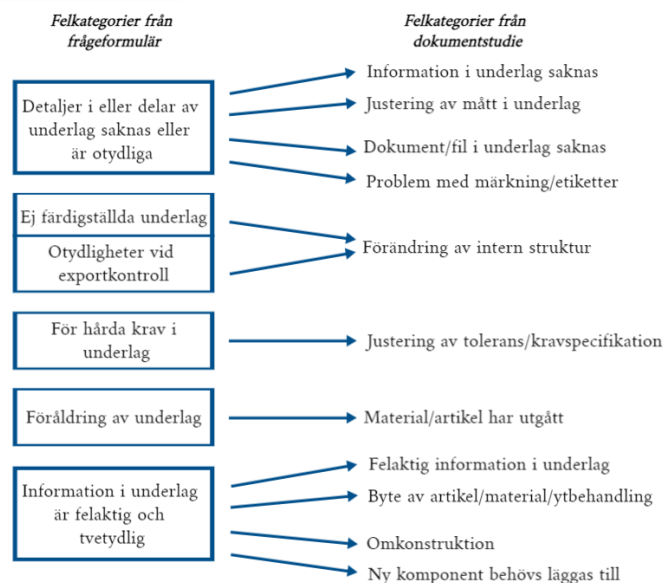 Felkategorier från
frågeformulär
Felkategorier från
dokumentstudie
Detaljer i eller delar av
underlag saknas eller
är otydliga
Information i underlag saknas
Justering av mått i underlag
Dokument/fil i underlag saknas
Problem med märkning/etiketter
Ej färdigställda underlag
Otydligheter vid
exportkontroll
Förändring av intern struktur
För hårda krav i
underlag
Justering av tolerans/kravspecifikation
Föråldring av underlag
Material/artikel har utgått
Information i underlag
är felaktig och
tvetydlig
Felaktig information i underlag
Byte av artikel/material/ytbehandling
Omkonstruktion
Ny komponent behövs läggas till